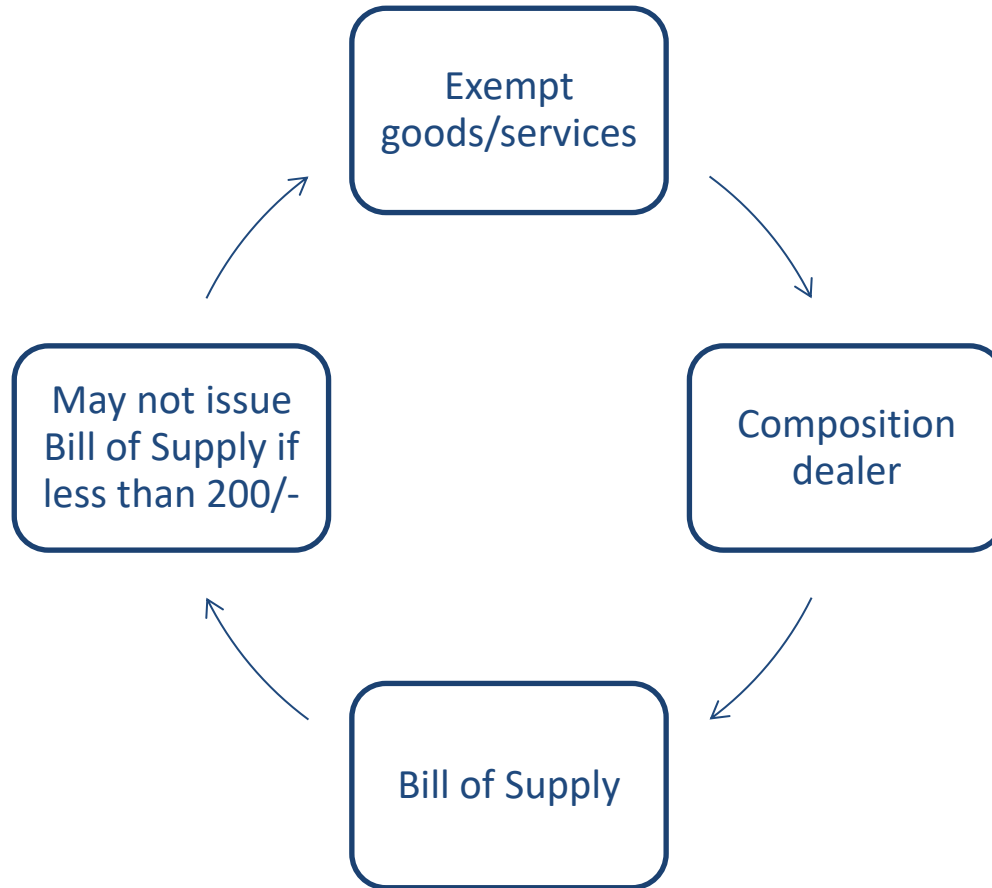 Exempt
goods/services
May not issue
Bill of Supply if
less than 200/-
Composition
dealer
Bill of Supply